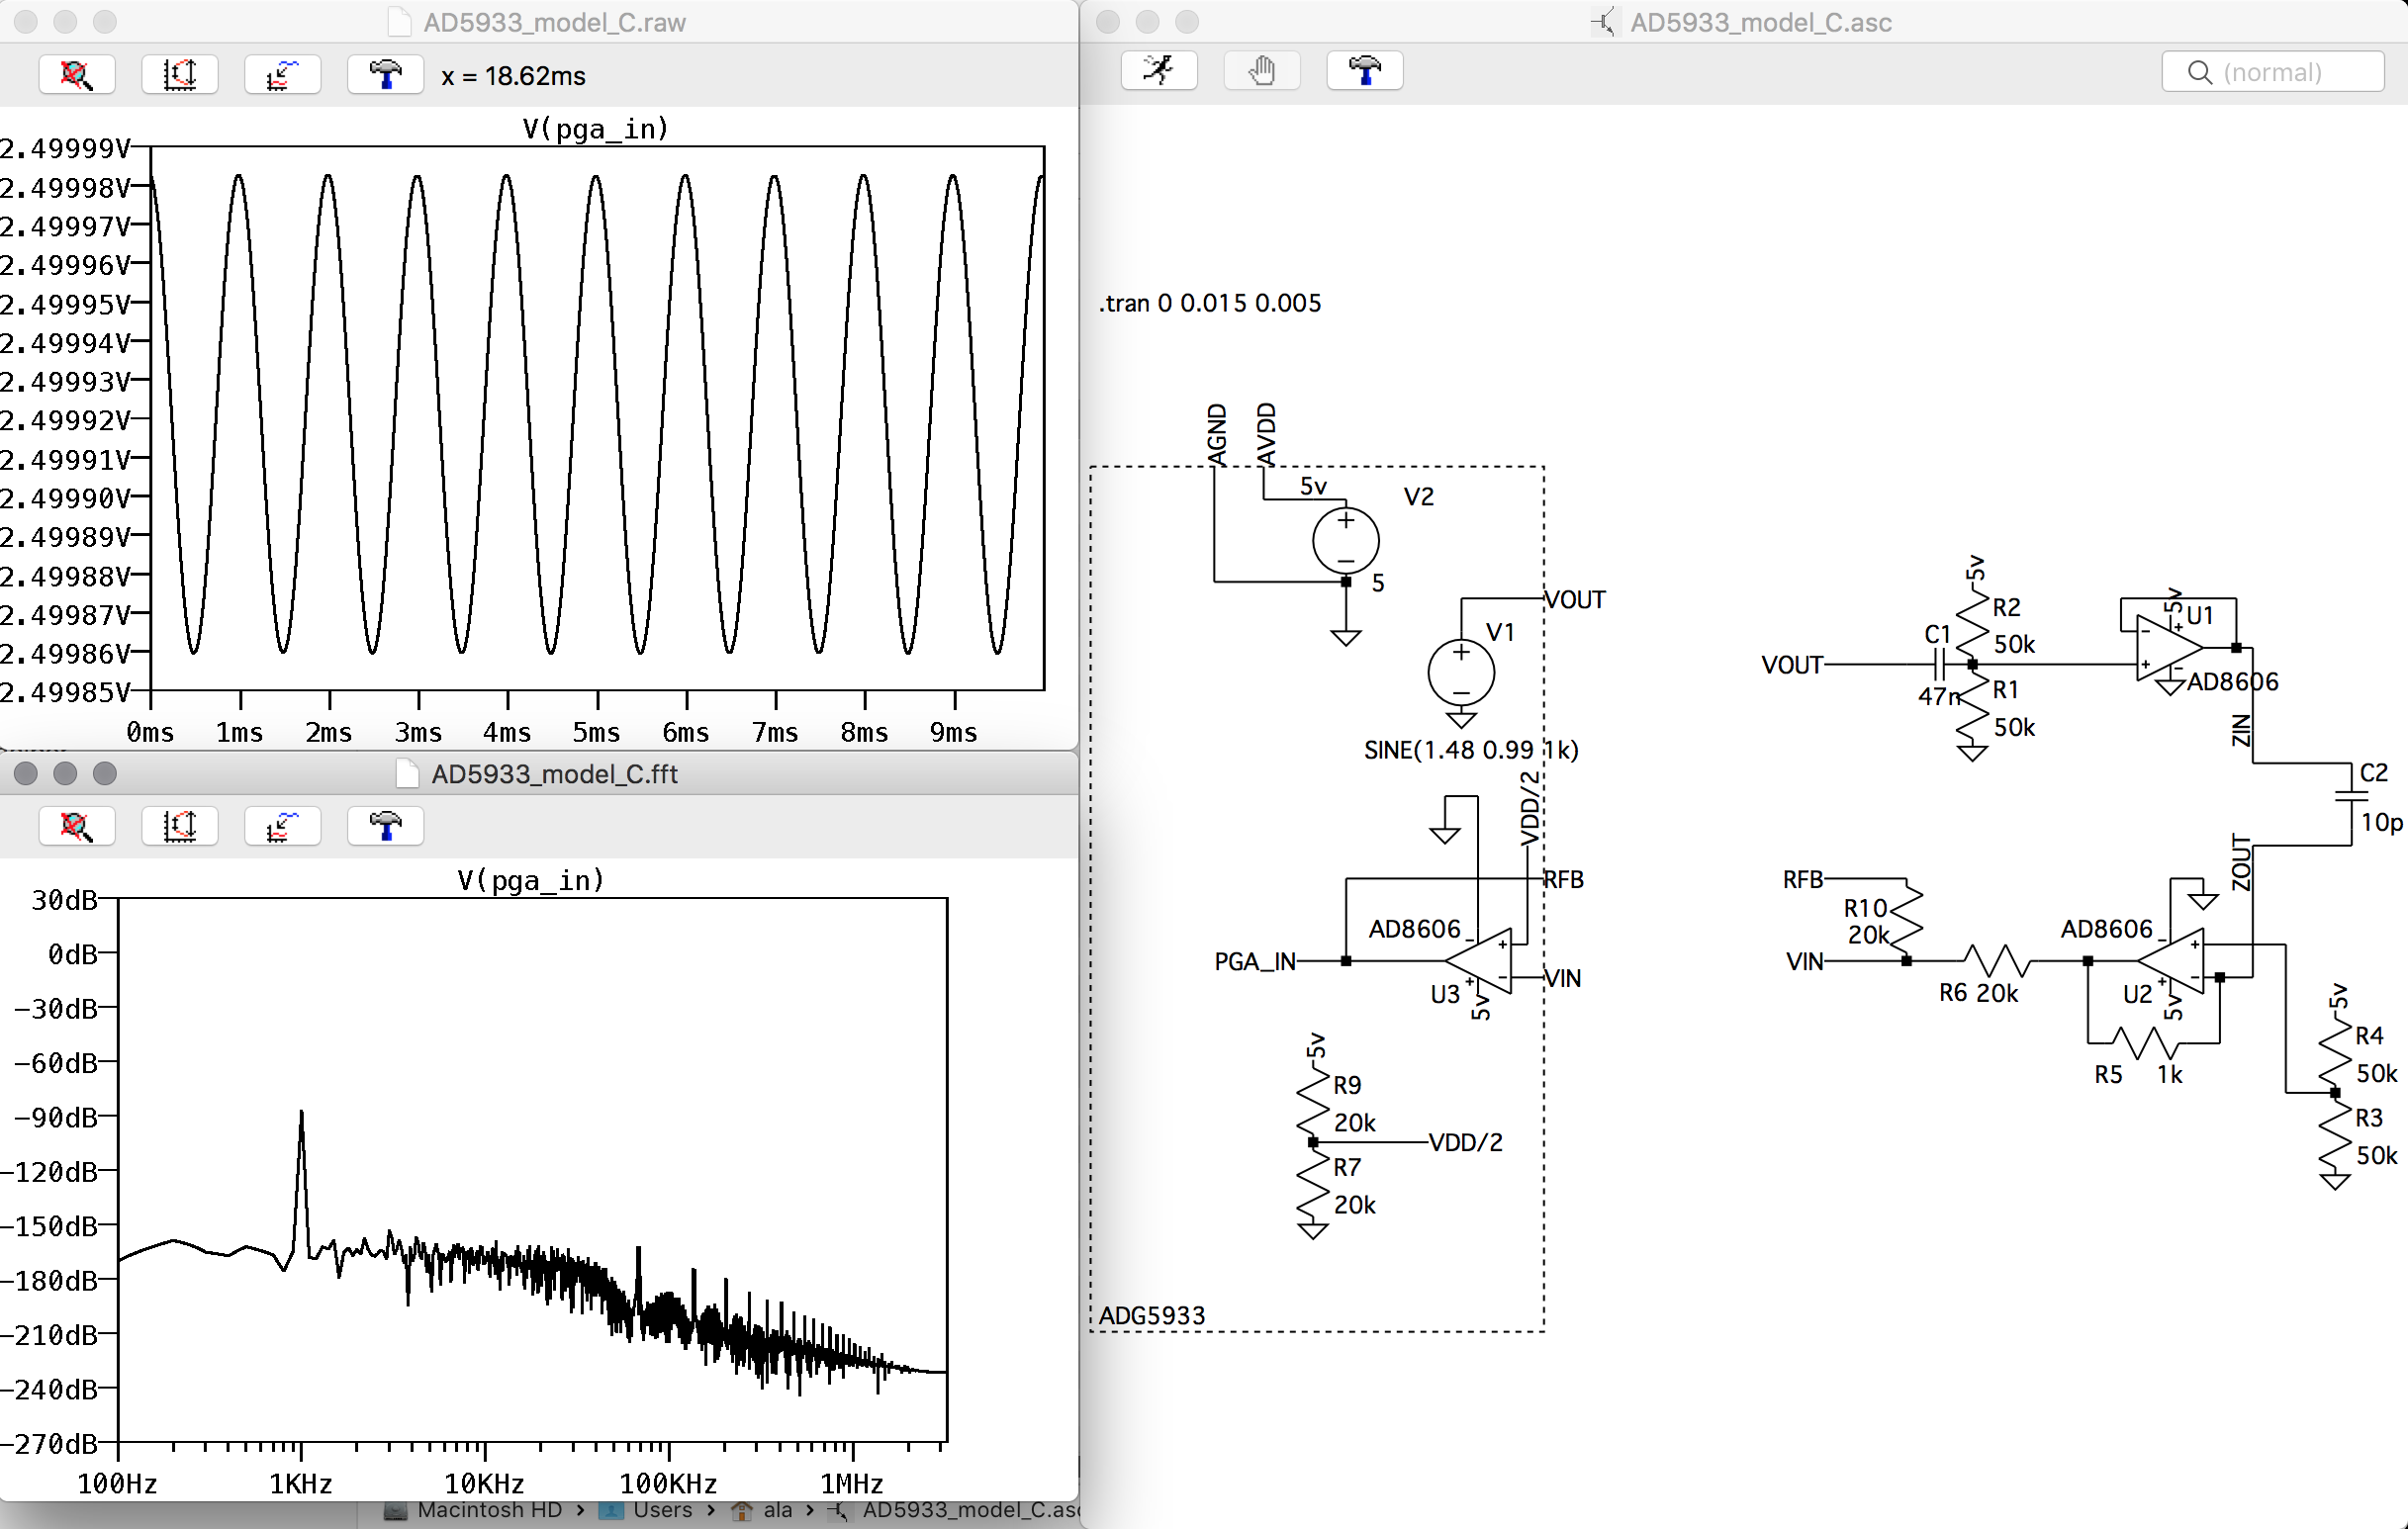 AD5933_model_C.raw
x = 18.62ms
V(pga_in)
2.49999V
2.49998V
2.49997V
2.49996V
2.49995V
2.49994V
2.49993V
2.49992V
2.49991V
2.49990V
2.49989V
2.49988V
2.49987V
2.49986V
2.49985V
0ms 1ms 2ms 3ms 4ms 5ms 6ms 7ms 8ms 9ms
AD5933_model_C.fft
V(pga_in)
30dB
0dB
-30dB
-60dB
-90dB
-120dB
-150dB
-180dB
-210dB
-240dB
-270dB
100Hz 1KHz 10KHz 100KHz 1MHz
Macintosh HD › Users › ala › AD5933_model_C.asc
AD5933_model_C.asc
(normal)
.tran 0 0.015 0.005
AGND
AVDD
5v
V2
5
VOUT
V1
SINE(1.48 0.99 1k)
VDD/2
RFB
AD8606
PGA_IN
VIN
U3
5v
5v
R9
20k
VDD/2
R7
20k
ADG5933
5v
R2
50k
C1
47n
VOUT
R1
50k
5v
U1
AD8606
ZIN
C2
10p
ZOUT
RFB
R10
20k
VIN
R6 20k
AD8606
U2
5v
R5 1k
5v
R4
50k
R3
50k